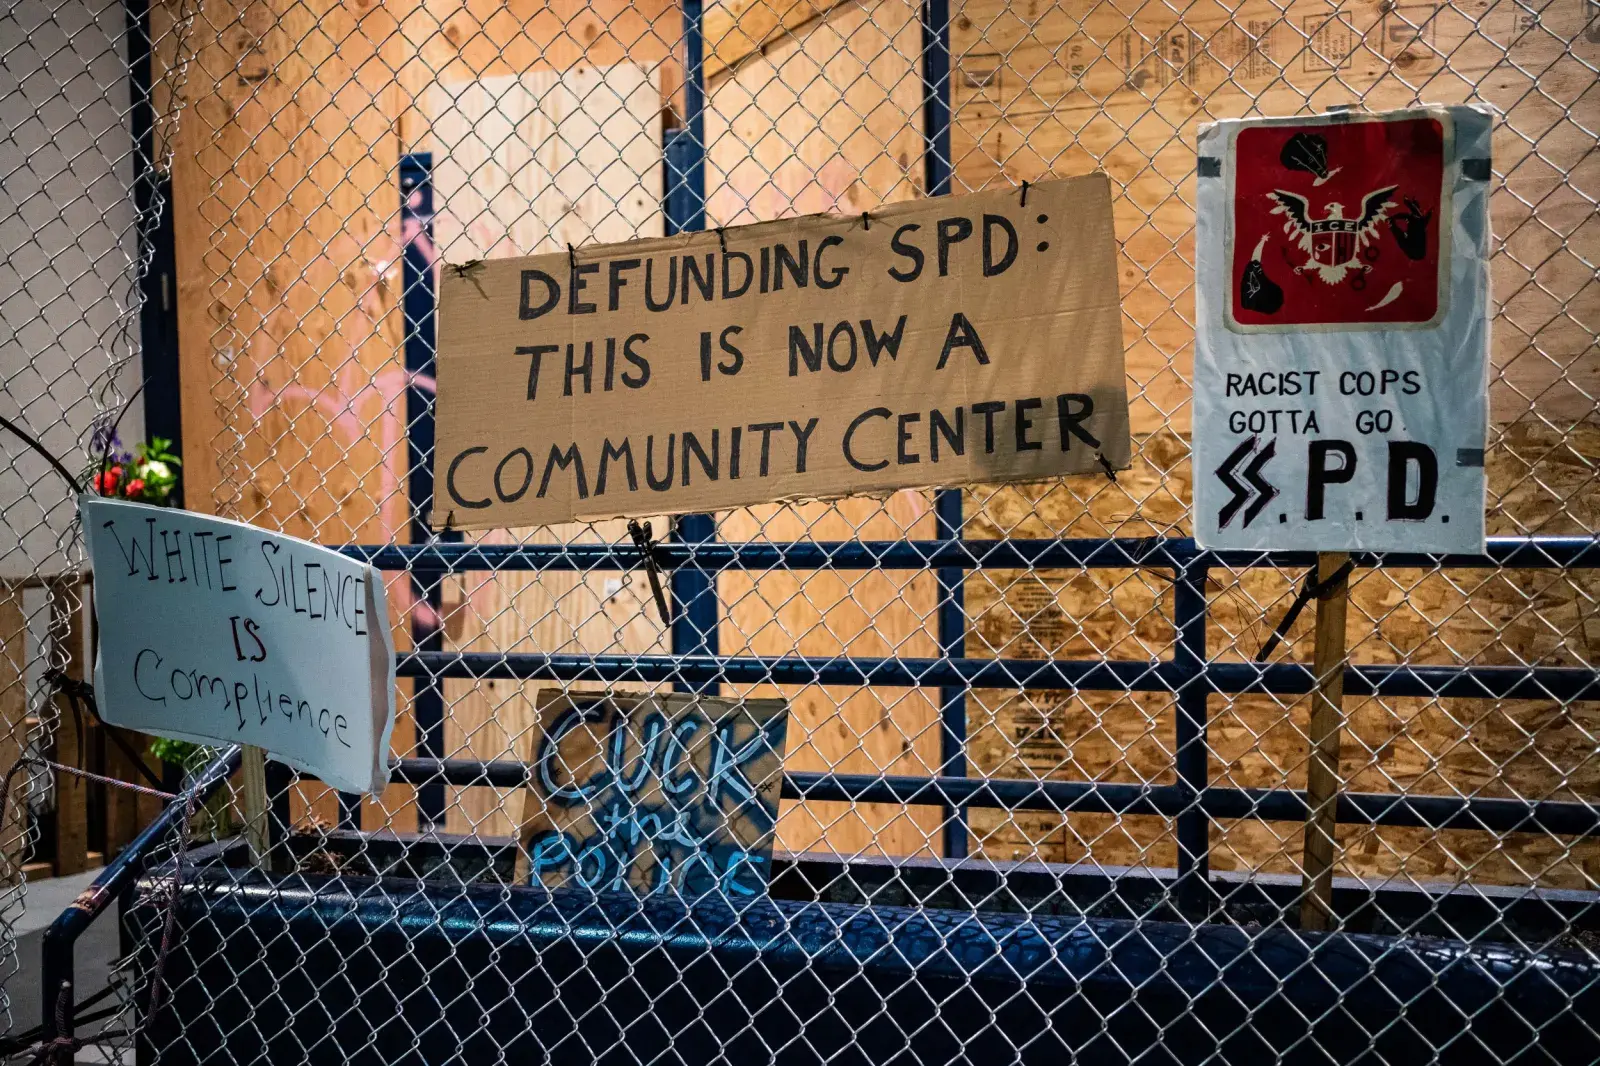 DEFUNDING SPD:
THIS IS NOW A
COMMUNITY CENTER
ICE
RACIST COPS
GOTTA GO.
SS.P.D.
WHITE SILENCE
IS
Complience
CUCK
the
POLICE